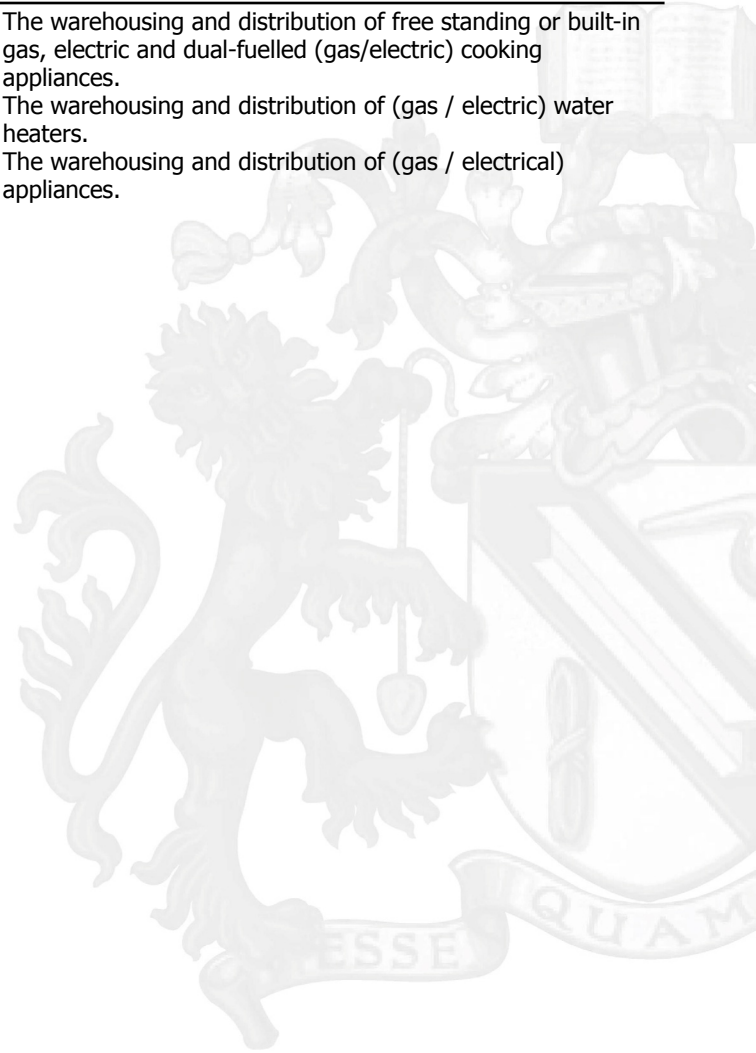 The warehousing and distribution of free standing or built-in
gas, electric and dual-fuelled (gas/electric) cooking
appliances.
The warehousing and distribution of (gas / electric) water
heaters.
The warehousing and distribution of (gas / electrical)
appliances.
ESSE QUAM